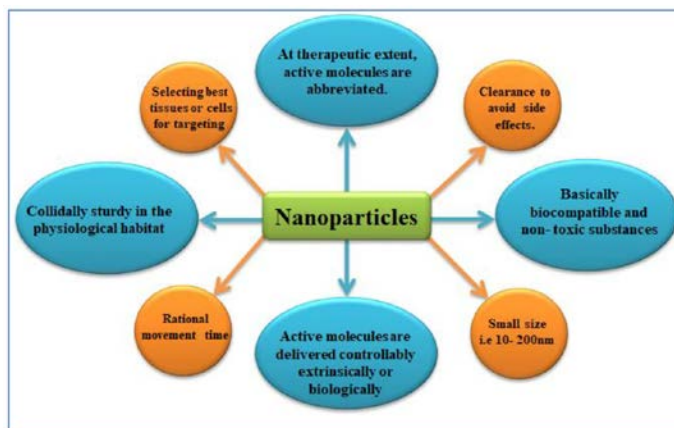 At therapeutic extent,
active molecules are
abbreviated.
Selecting best
tissues or cells
for targeting
Clearance to
avoid side
effects.
Collidally sturdy in the
physiological habitat
Nanoparticles
Basically
biocompatible and
non- toxic substances
Rational
movement time
Active molecules are
delivered controllably
extrinsically or
biologically
Small size
i.e 10- 200nm